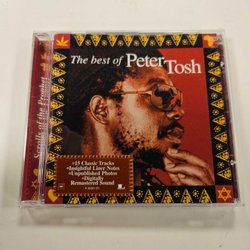 The best of Peter Tosh
Scrolls of the Prophet
•15 Classic Tracks
•Insightful Liner Notes
•Unpublished Photos
•Digitally
Remastered Sound